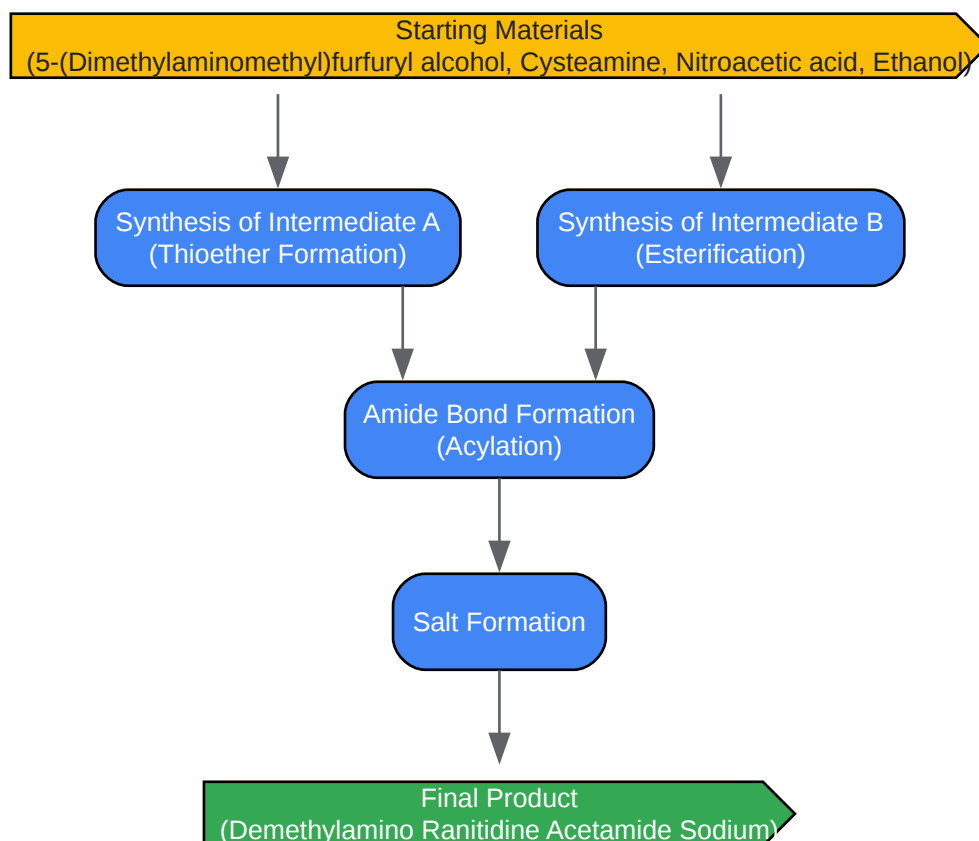 Starting Materials
(5-(Dimethylaminomethyl)furfuryl alcohol, Cysteamine, Nitroacetic acid, Ethanol)
Synthesis of Intermediate A
(Thioether Formation)
Synthesis of Intermediate B
(Esterification)
Amide Bond Formation
(Acylation)
Salt Formation
Final Product
(Demethylamino Ranitidine Acetamide Sodium)